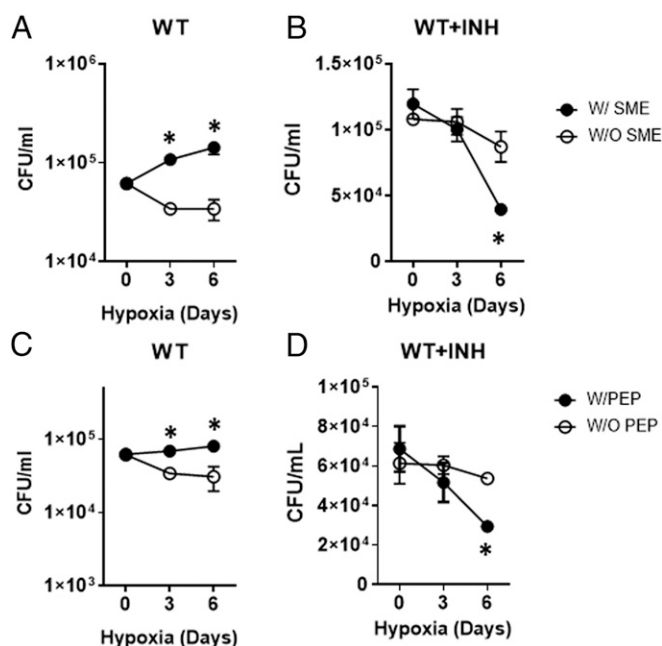 A
WT
1×10⁶
1×10⁵
1×10⁴
CFU/ml
*
*
0 3 6
Hypoxia (Days)
B
WT+INH
1.5×10⁵
1×10⁵
5×10⁴
0
CFU/ml
*
0 3 6
Hypoxia (Days)
W/ SME
W/O SME
C
WT
1×10⁵
1×10⁴
1×10³
CFU/ml
*
*
0 3 6
Hypoxia (Days)
D
WT+INH
1×10⁵
8×10⁴
6×10⁴
4×10⁴
2×10⁴
0
CFU/mL
*
0 3 6
Hypoxia (Days)
W/PEP
W/O PEP